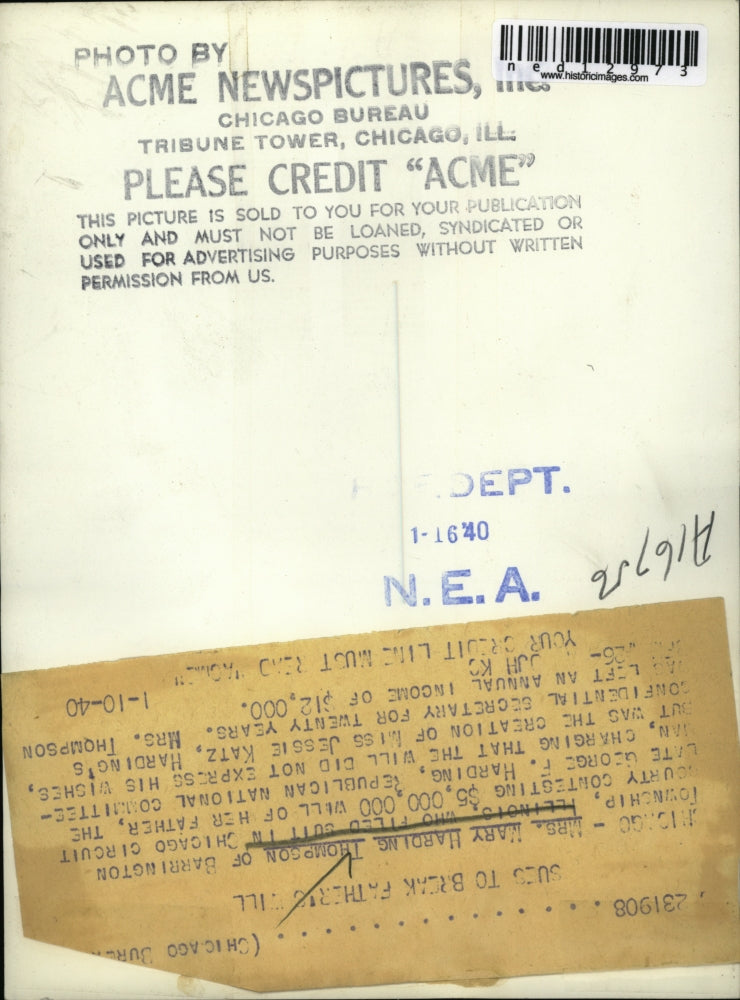 PHOTO BY
ACME NEWSPICTURES, Inc.
CHICAGO BUREAU
TRIBUNE TOWER, CHICAGO, ILL.
PLEASE CREDIT “ACME”
THIS PICTURE IS SOLD TO YOU FOR YOUR PUBLICATION
ONLY AND MUST NOT BE LOANED, SYNDICATED OR
USED FOR ADVERTISING PURPOSES WITHOUT WRITTEN
PERMISSION FROM US.
ned12973
www.historicimages.com
DEPT.
1-16'40
N.E.A.
A16756
231908 . . . . . . . . . . . . . (CHICAGO
SUES TO BREAK FATHER'S WILL
CHICAGO - MRS. MARY HARDING THOMPSON OF BARRINGTON
TOWNSHIP, ILLINOIS, WHO FILED SUIT IN CHICAGO CIRCUIT
COURTY CONTESTING $5,000,000 WILL OF HER FATHER, THE
LATE GEORGE F. HARDING, REPUBLICAN NATIONAL COMMITTEE-
MAN, CHARGING THAT THE WILL DID NOT EXPRESS HIS WISHES,
BUT WAS THE CREATION OF MISS JESSIE KATZ, HARDING'S
CONFIDENTIAL SECRETARY FOR TWENTY YEARS. MRS. THOMPSON
WAS LEFT AN ANNUAL INCOME OF $12,000.
JJH KC 1-10-40
YOUR CREDIT LINE MUST READ "ACME"